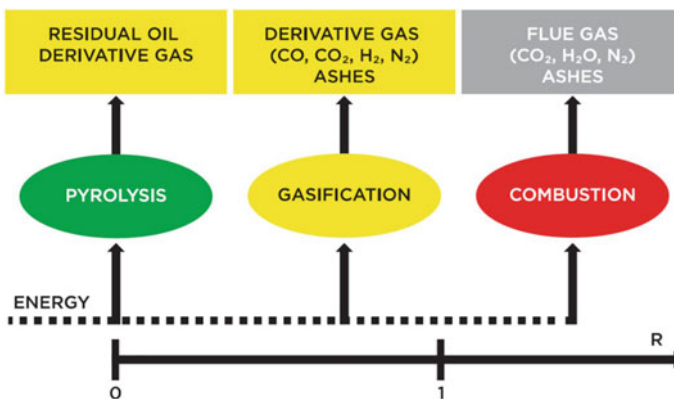 RESIDUAL OIL
DERIVATIVE GAS
DERIVATIVE GAS
(CO, CO₂, H₂, N₂)
ASHES
FLUE GAS
(CO₂, H₂O, N₂)
ASHES
PYROLYSIS
GASIFICATION
COMBUSTION
ENERGY
R
0
1